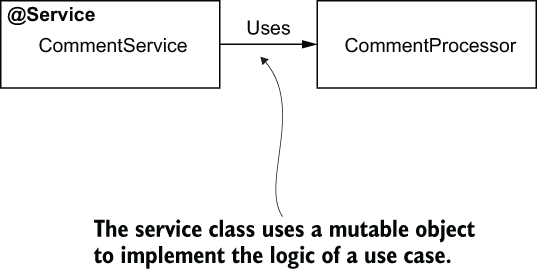 @Service
CommentService
Uses
CommentProcessor
The service class uses a mutable object
to implement the logic of a use case.